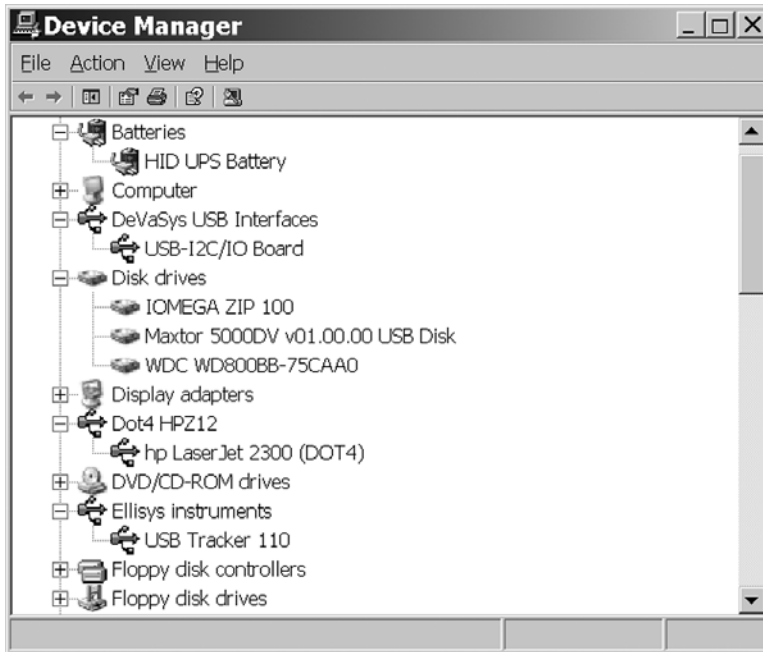 Device Manager
File Action View Help
Batteries
HID UPS Battery
Computer
DeVaSys USB Interfaces
USB-I2C/IO Board
Disk drives
IOMEGA ZIP 100
Maxtor 5000DV v01.00.00 USB Disk
WDC WD800BB-75CAA0
Display adapters
Dot4 HPZ12
hp LaserJet 2300 (DOT4)
DVD/CD-ROM drives
Ellisys instruments
USB Tracker 110
Floppy disk controllers
Floppy disk drives